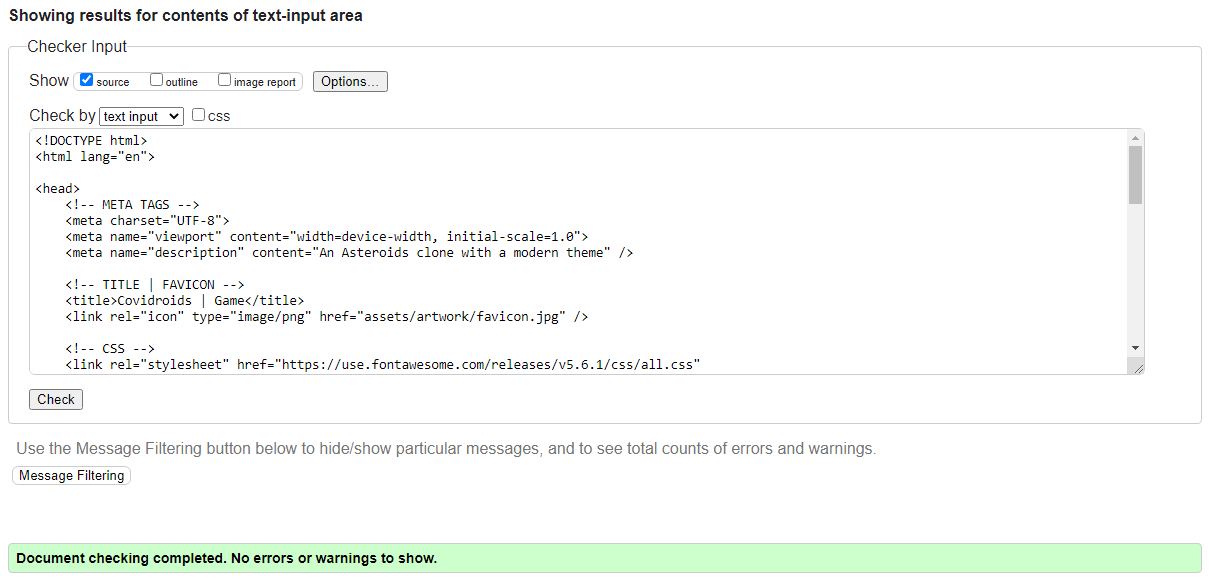 Showing results for contents of text-input area
Checker Input
Show source outline image report Options...
Check by text input css
<!DOCTYPE html>
<html lang="en">
<head>
<!-- META TAGS -->
<meta charset="UTF-8">
<meta name="viewport" content="width=device-width, initial-scale=1.0">
<meta name="description" content="An Asteroids clone with a modern theme" />
<!-- TITLE | FAVICON -->
<title>Covidroids | Game</title>
<link rel="icon" type="image/png" href="assets/artwork/favicon.jpg" />
<!-- CSS -->
<link rel="stylesheet" href="https://use.fontawesome.com/releases/v5.6.1/css/all.css"
Check
Use the Message Filtering button below to hide/show particular messages, and to see total counts of errors and warnings.
Message Filtering
Document checking completed. No errors or warnings to show.